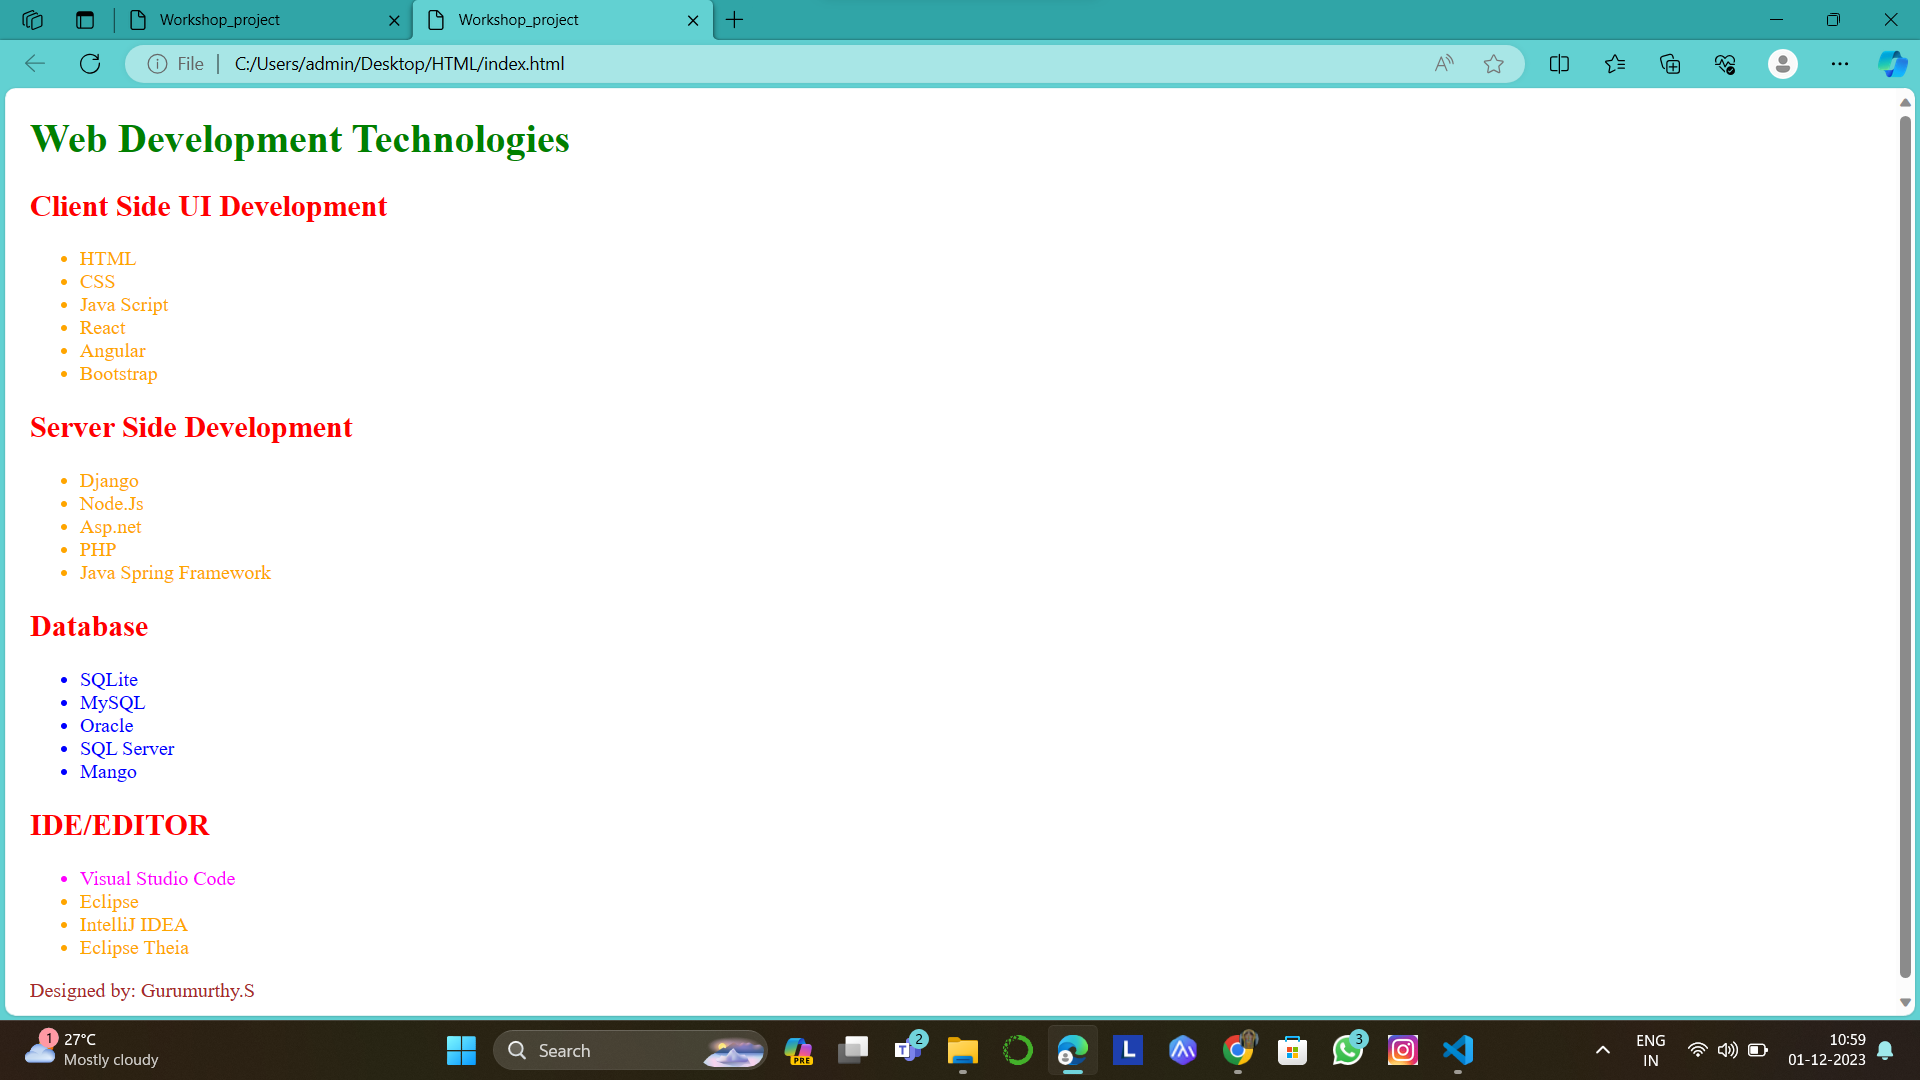 Workshop_project
Workshop_project
File
C:/Users/admin/Desktop/HTML/index.html
Web Development Technologies
Client Side UI Development
HTML
CSS
Java Script
React
Angular
Bootstrap
Server Side Development
Django
Node.Js
Asp.net
PHP
Java Spring Framework
Database
SQLite
MySQL
Oracle
SQL Server
Mango
IDE/EDITOR
Visual Studio Code
Eclipse
IntelliJ IDEA
Eclipse Theia
Designed by: Gurumurthy.S
1
27°C
Mostly cloudy
Search
PRE
T
2
L
3
ENG
IN
10:59
01-12-2023